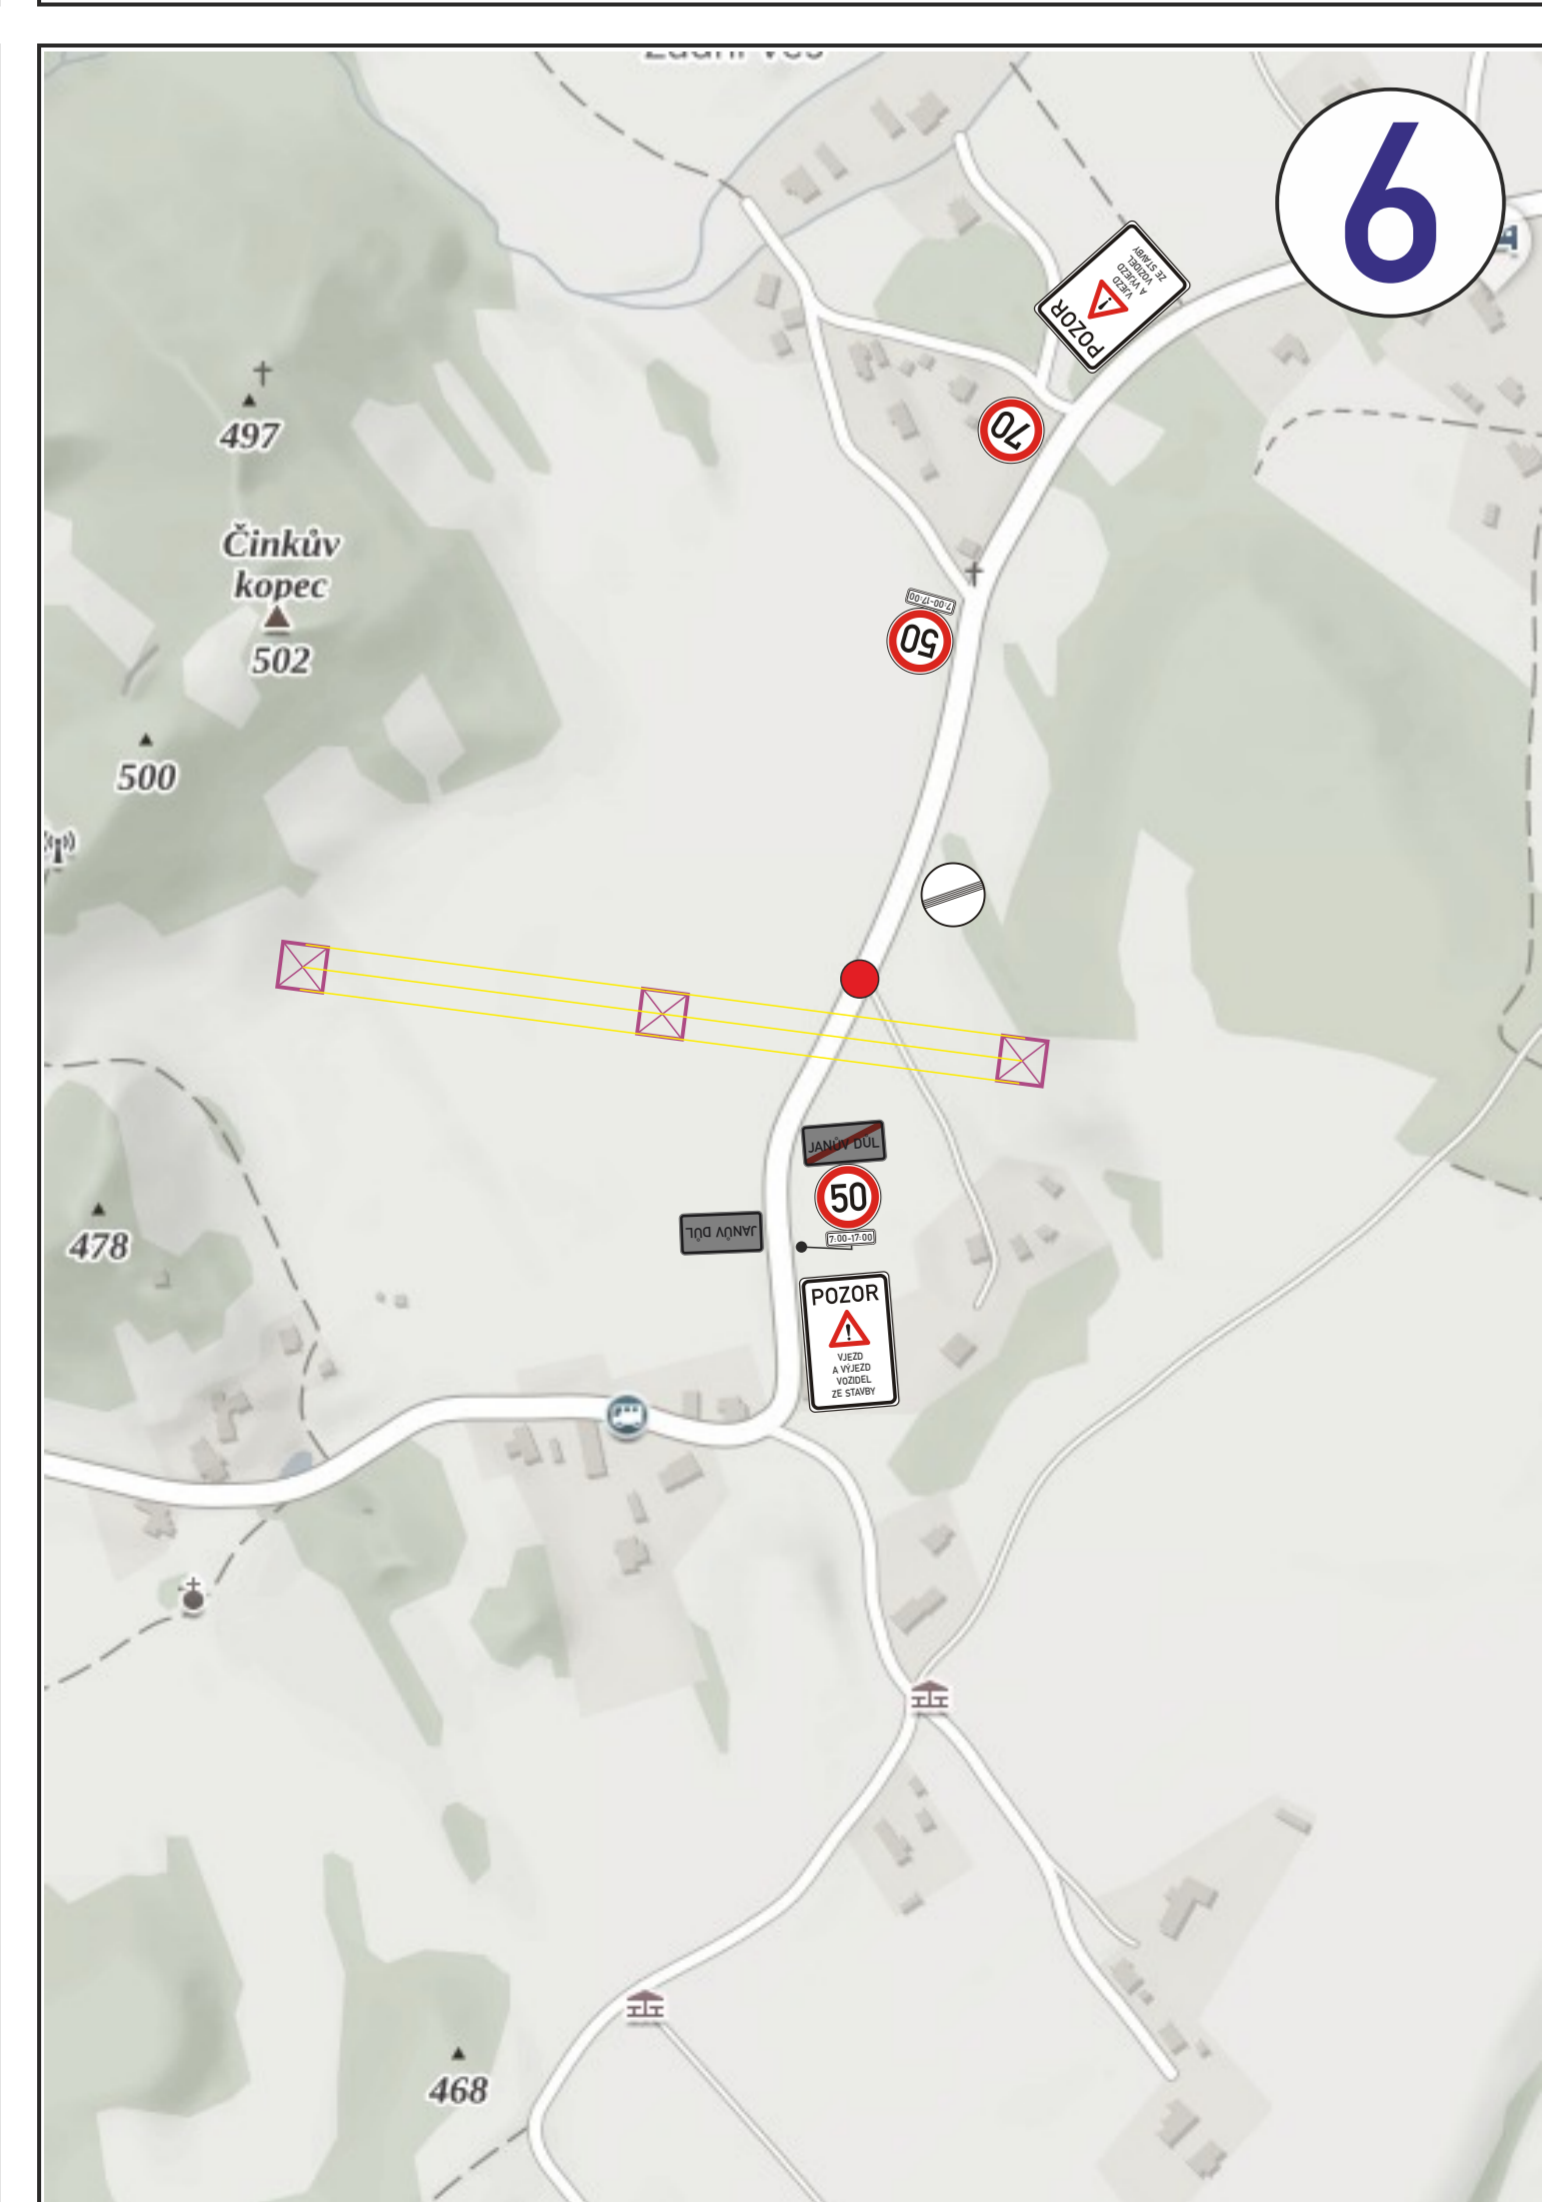 6
POZOR
VJEZD
A VÝJEZD
VOZIDEL
ZE STAVBY
497
70
Činkův
kopec
502
7:00-17:00
50
500
JANŮV DŮL
50
7:00-17:00
JANŮV DŮL
478
POZOR
VJEZD
A VÝJEZD
VOZIDEL
ZE STAVBY
468